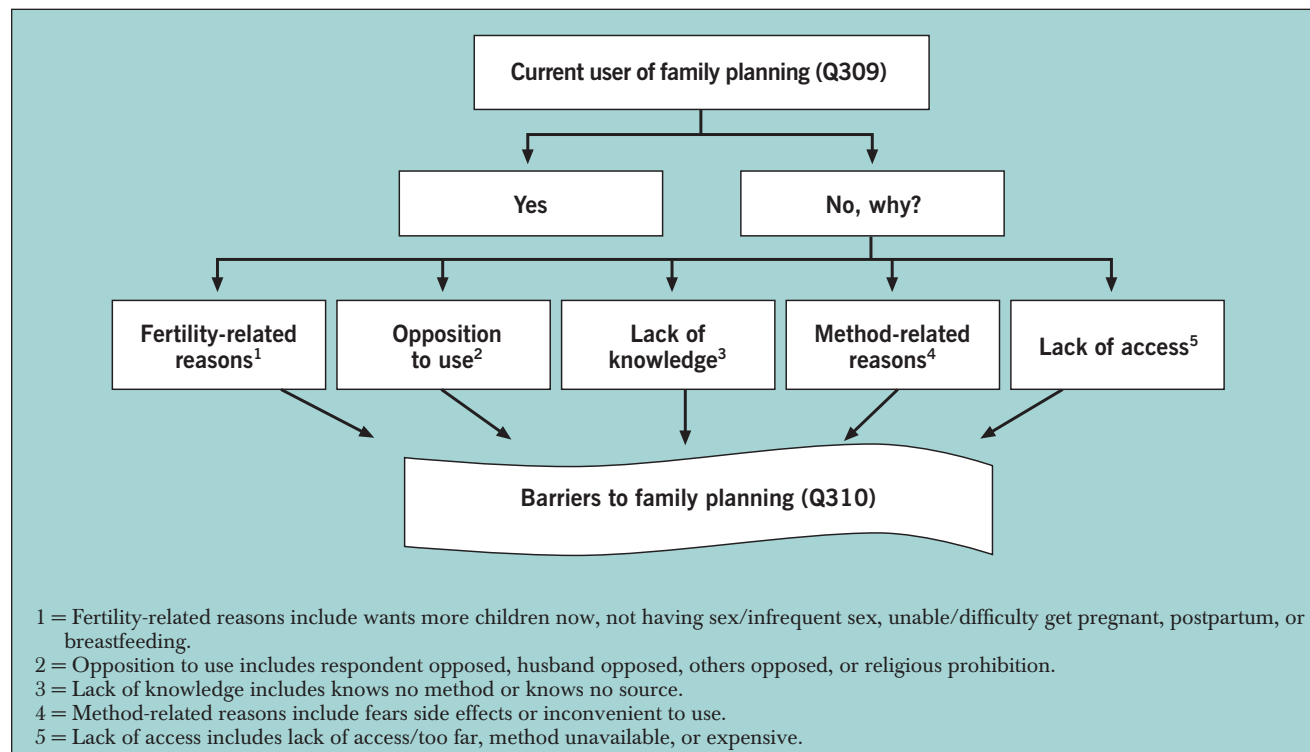 Current user of family planning (Q309)
Yes
No, why?
Fertility-related
reasons¹
Opposition
to use²
Lack of
knowledge³
Method-related
reasons⁴
Lack of access⁵
Barriers to family planning (Q310)
1 = Fertility-related reasons include wants more children now, not having sex/infrequent sex, unable/difficulty get pregnant, postpartum, or
breastfeeding.
2 = Opposition to use includes respondent opposed, husband opposed, others opposed, or religious prohibition.
3 = Lack of knowledge includes knows no method or knows no source.
4 = Method-related reasons include fears side effects or inconvenient to use.
5 = Lack of access includes lack of access/too far, method unavailable, or expensive.